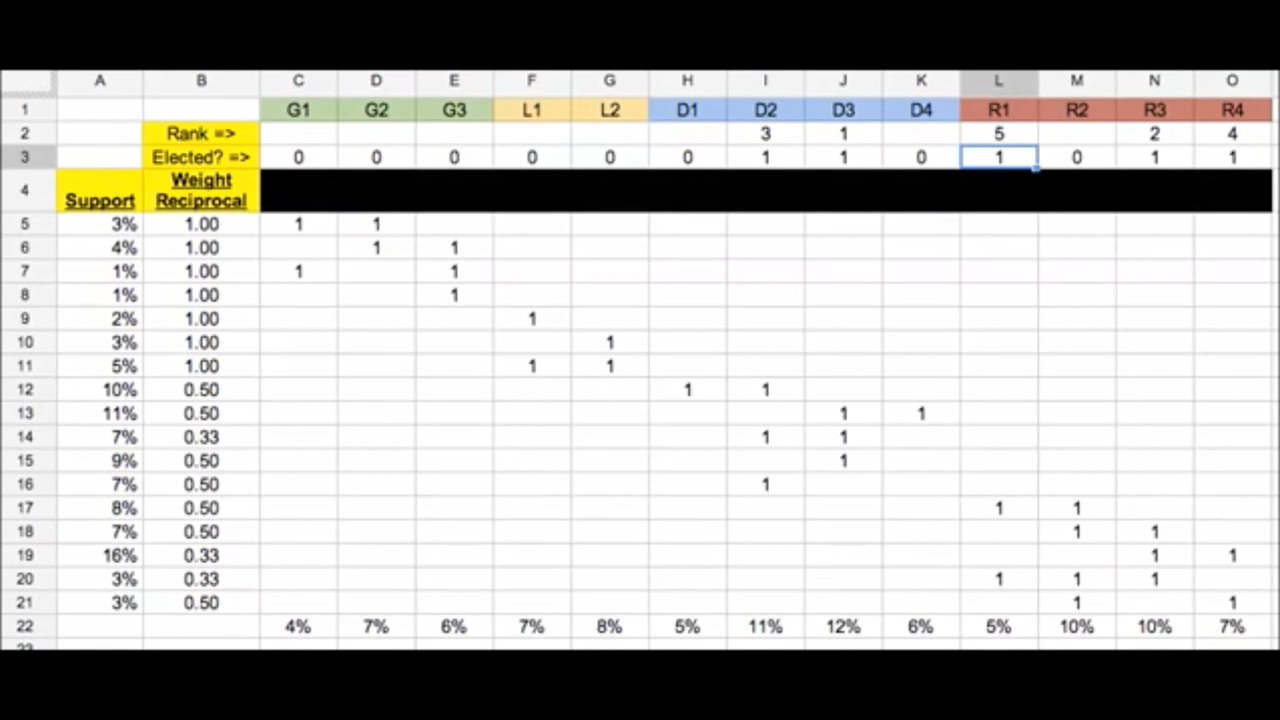 A B C D E F G H I J K L M N O
1 G1 G2 G3 L1 L2 D1 D2 D3 D4 R1 R2 R3 R4
2 Rank => 3 1 5 2 4
3 Elected? => 0 0 0 0 0 0 1 1 0 1 0 1 1
4 Support Weight Reciprocal
5 3% 1.00 1 1
6 4% 1.00 1 1
7 1% 1.00 1 1
8 1% 1.00 1
9 2% 1.00 1
10 3% 1.00 1
11 5% 1.00 1 1
12 10% 0.50 1 1
13 11% 0.50 1 1
14 7% 0.33 1 1
15 9% 0.50 1
16 7% 0.50 1
17 8% 0.50 1 1
18 7% 0.50 1 1
19 16% 0.33 1 1
20 3% 0.33 1 1 1
21 3% 0.50 1 1
22 4% 7% 6% 7% 8% 5% 11% 12% 6% 5% 10% 10% 7%